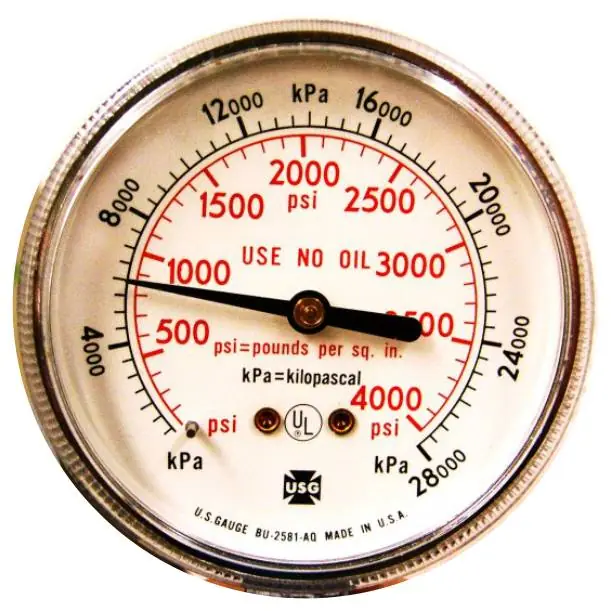 kPa
12000
16000
8000
20000
2000
psi
1500
2500
USE NO OIL
1000
3000
4000
24000
500
psi=pounds per sq. in.
kPa=kilopascal
4000
psi
UL
®
psi
kPa
kPa
28000
USG
U.S.GAUGE BU-2581-AQ MADE IN U.S.A.